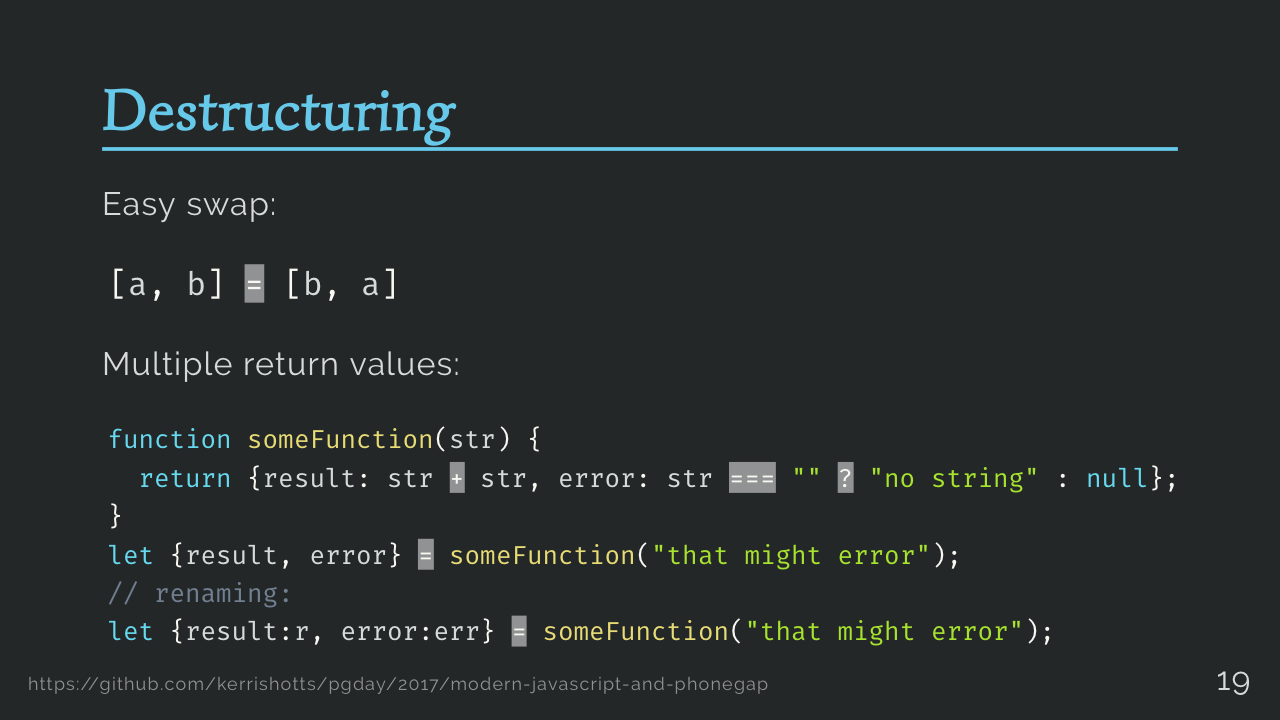 Destructuring
Easy swap:
[a, b] = [b, a]
Multiple return values:
function someFunction(str) {
  return {result: str + str, error: str === "" ? "no string" : null};
}
let {result, error} = someFunction("that might error");
// renaming:
let {result:r, error:err} = someFunction("that might error");
https://github.com/kerrishotts/pgday/2017/modern-javascript-and-phonegap
19